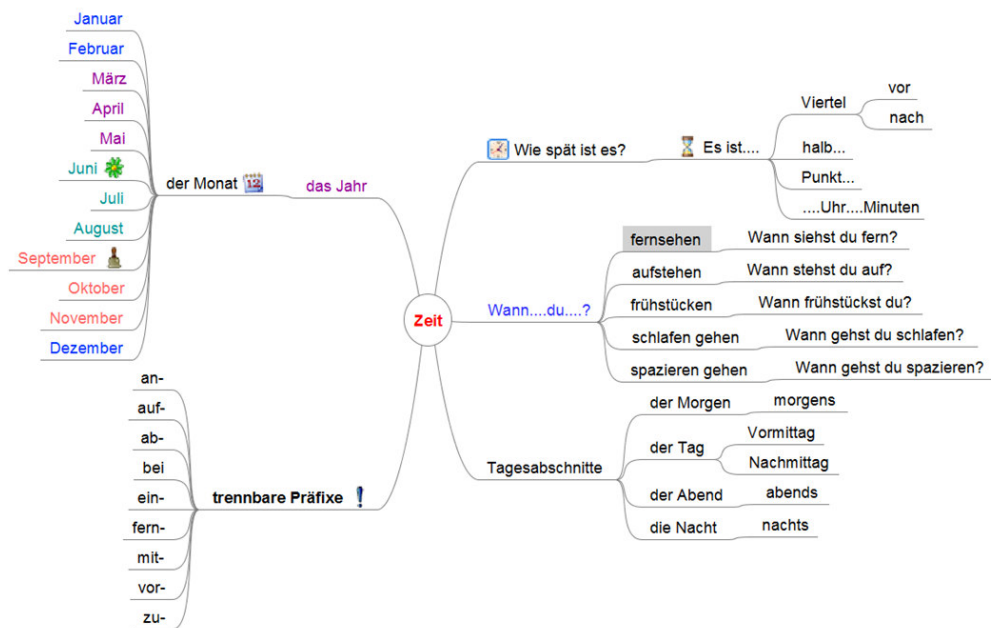 Zeit
das Jahr
der Monat
Januar
Februar
März
April
Mai
Juni
Juli
August
September
Oktober
November
Dezember
trennbare Präfixe
an-
auf-
ab-
bei
ein-
fern-
mit-
vor-
zu-
Wie spät ist es?
Es ist....
Viertel
vor
nach
halb...
Punkt...
....Uhr....Minuten
Wann....du....?
fernsehen
Wann siehst du fern?
aufstehen
Wann stehst du auf?
frühstücken
Wann frühstückst du?
schlafen gehen
Wann gehst du schlafen?
spazieren gehen
Wann gehst du spazieren?
Tagesabschnitte
der Morgen
morgens
der Tag
Vormittag
Nachmittag
der Abend
abends
die Nacht
nachts
12